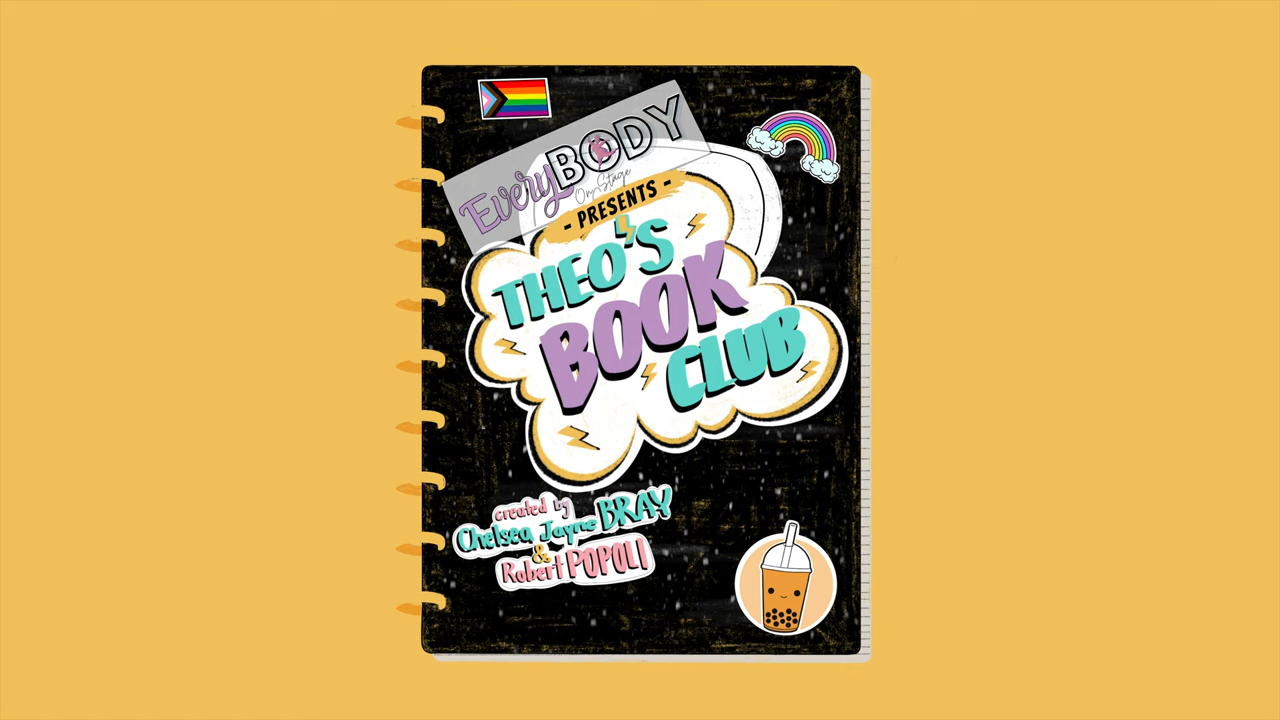 EveryBODY
On Stage
- PRESENTS -
THEO'S
BOOK
CLUB
created by
Chelsea Jayne BRAY
&
Robert POPOLI